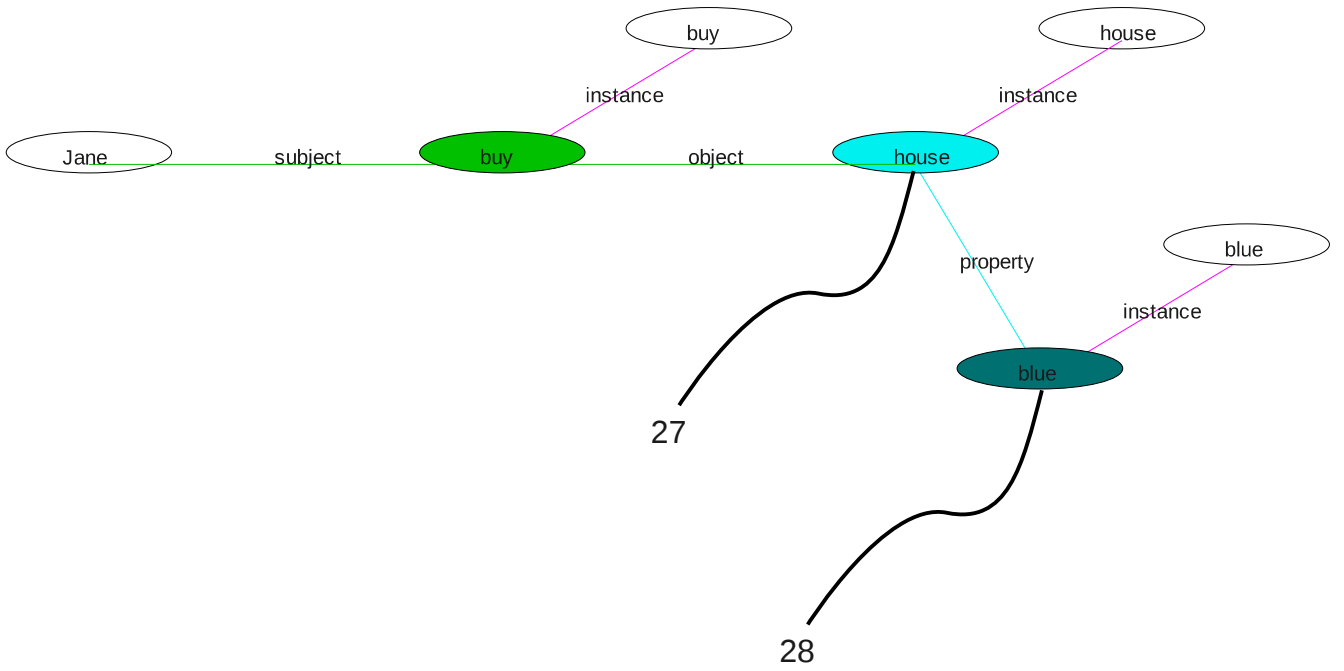 buy
house
instance
instance
Jane
subject
buy
object
house
blue
property
instance
blue
27
28